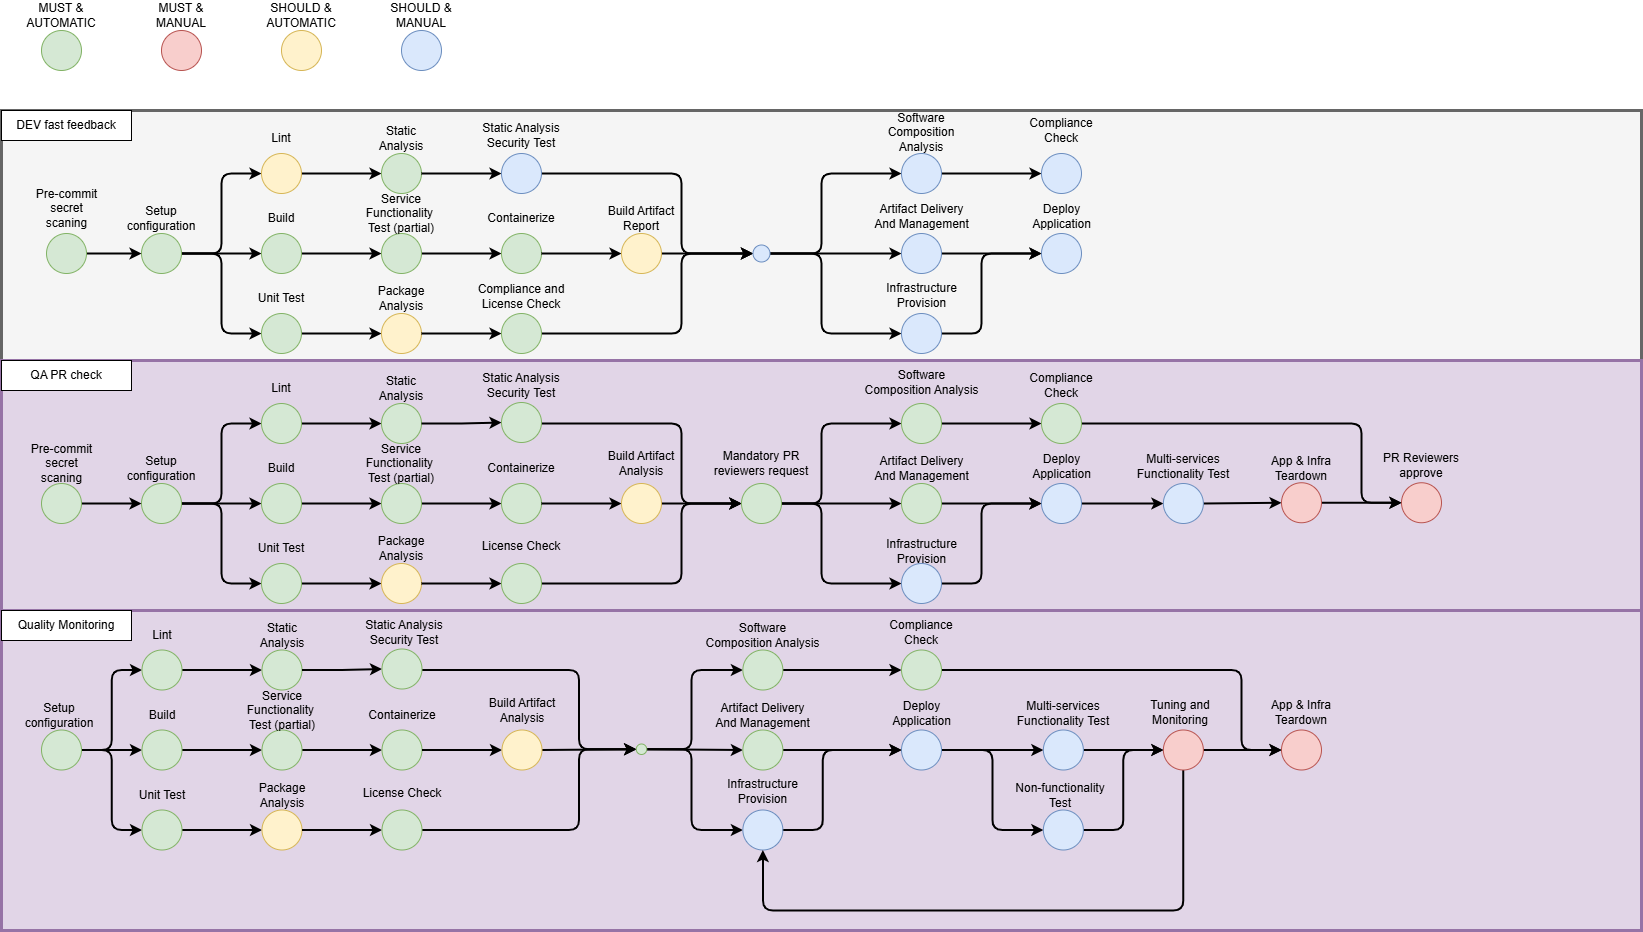 MUST &
AUTOMATIC
MUST &
MANUAL
SHOULD &
AUTOMATIC
SHOULD &
MANUAL
DEV fast feedback
Pre-commit
secret
scaning
Setup
configuration
Lint
Static
Analysis
Static Analysis
Security Test
Build
Service
Functionality
Test (partial)
Containerize
Build Artifact
Report
Unit Test
Package
Analysis
Compliance and
License Check
Software
Composition
Analysis
Compliance
Check
Artifact Delivery
And Management
Deploy
Application
Infrastructure
Provision
QA PR check
Pre-commit
secret
scaning
Setup
configuration
Lint
Static
Analysis
Static Analysis
Security Test
Build
Service
Functionality
Test (partial)
Containerize
Build Artifact
Analysis
Unit Test
Package
Analysis
License Check
Mandatory PR
reviewers request
Software
Composition Analysis
Compliance
Check
Artifact Delivery
And Management
Deploy
Application
Multi-services
Functionality Test
App & Infra
Teardown
PR Reviewers
approve
Infrastructure
Provision
Quality Monitoring
Setup
configuration
Lint
Static
Analysis
Static Analysis
Security Test
Build
Service
Functionality
Test (partial)
Containerize
Build Artifact
Analysis
Unit Test
Package
Analysis
License Check
Software
Composition Analysis
Compliance
Check
Artifact Delivery
And Management
Deploy
Application
Multi-services
Functionality Test
Tuning and
Monitoring
App & Infra
Teardown
Infrastructure
Provision
Non-functionality
Test